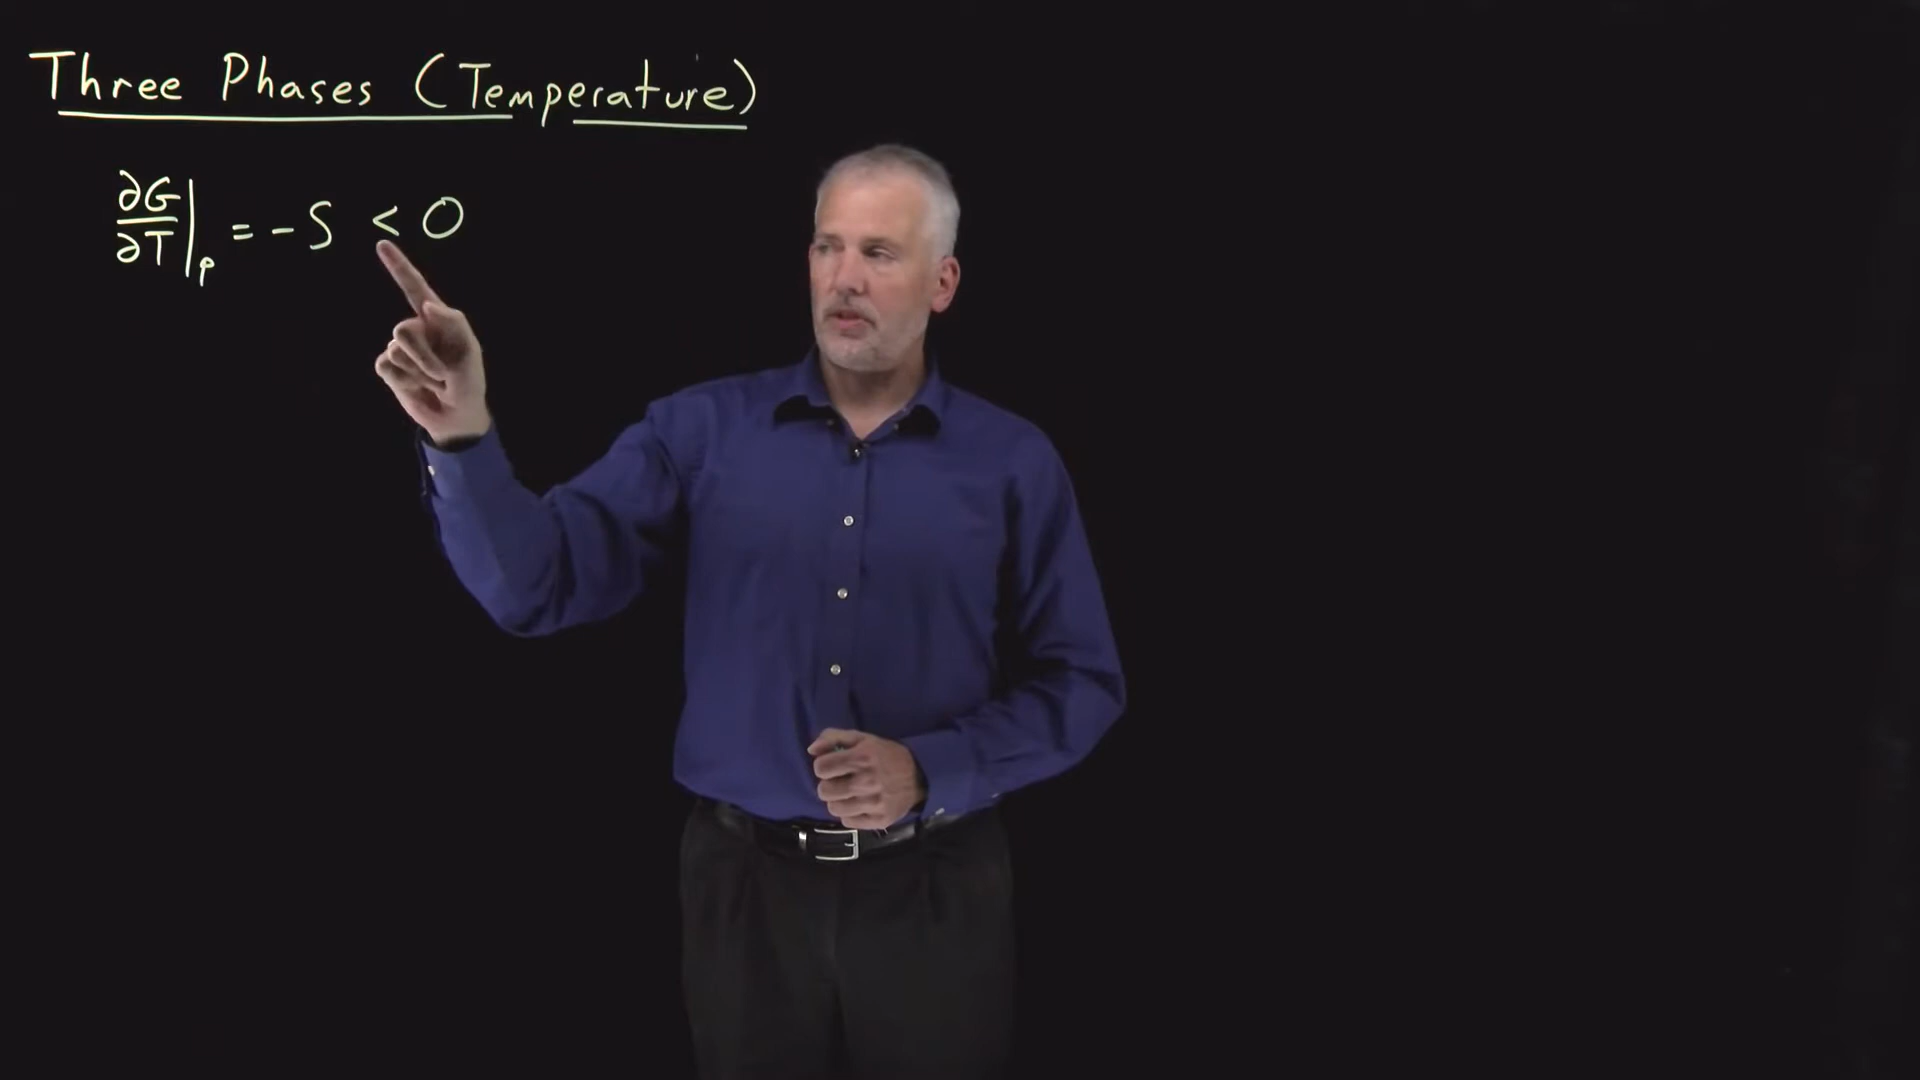 Three Phases (Temperature)
∂G/∂T|p = -S < 0